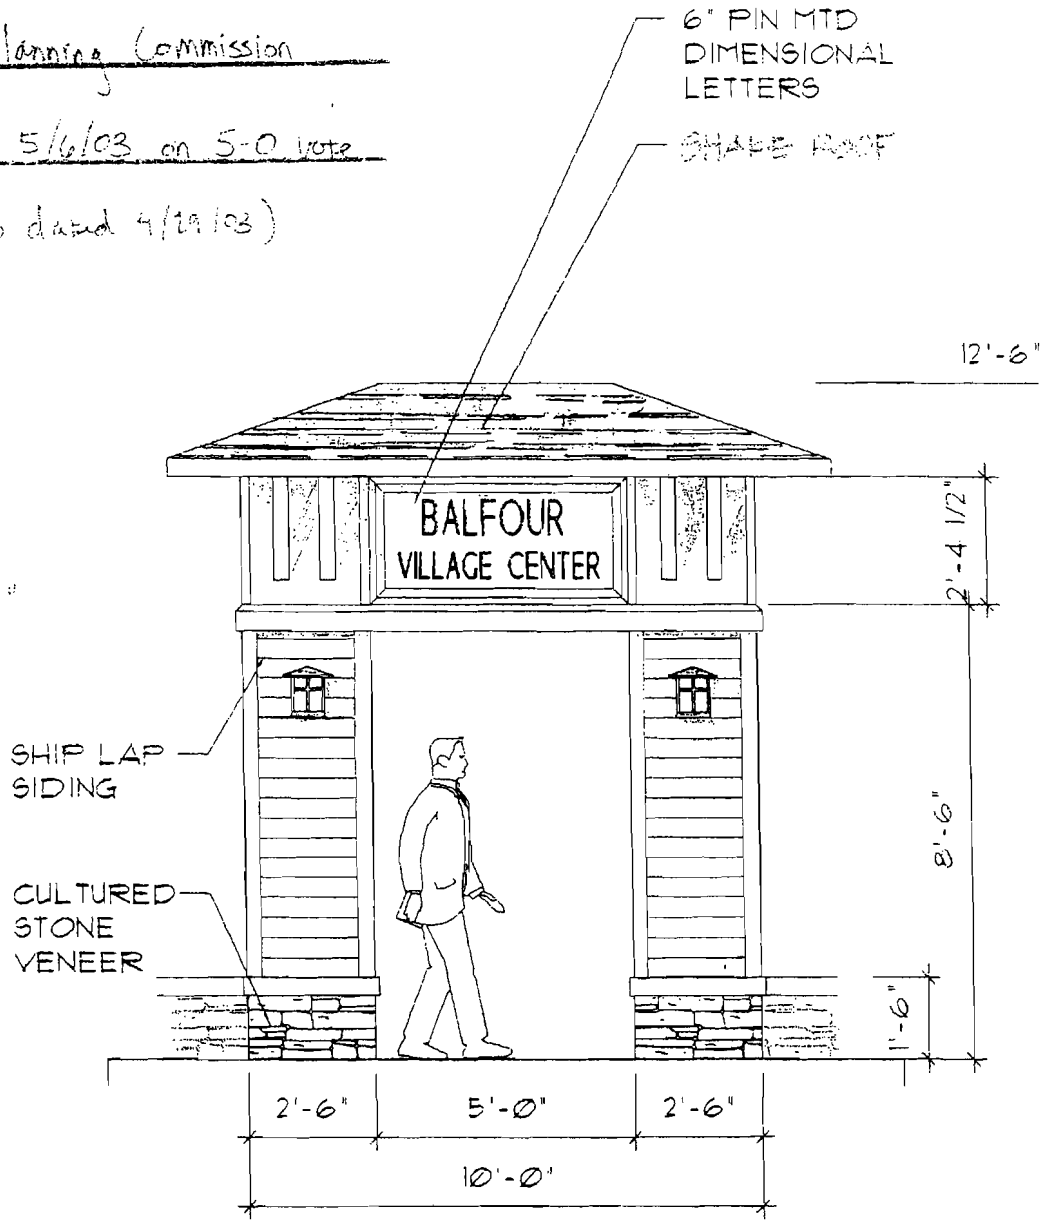 lanning Commission
5/6/03 on 5-0 vote
dated 4/29/03)
6" PIN MTD
DIMENSIONAL
LETTERS
SHAKE ROOF
12'-6"
BALFOUR
VILLAGE CENTER
2'-4 1/2"
SHIP LAP
SIDING
8'-6"
CULTURED
STONE
VENEER
1'-6"
2'-6" 5'-0" 2'-6"
10'-0"